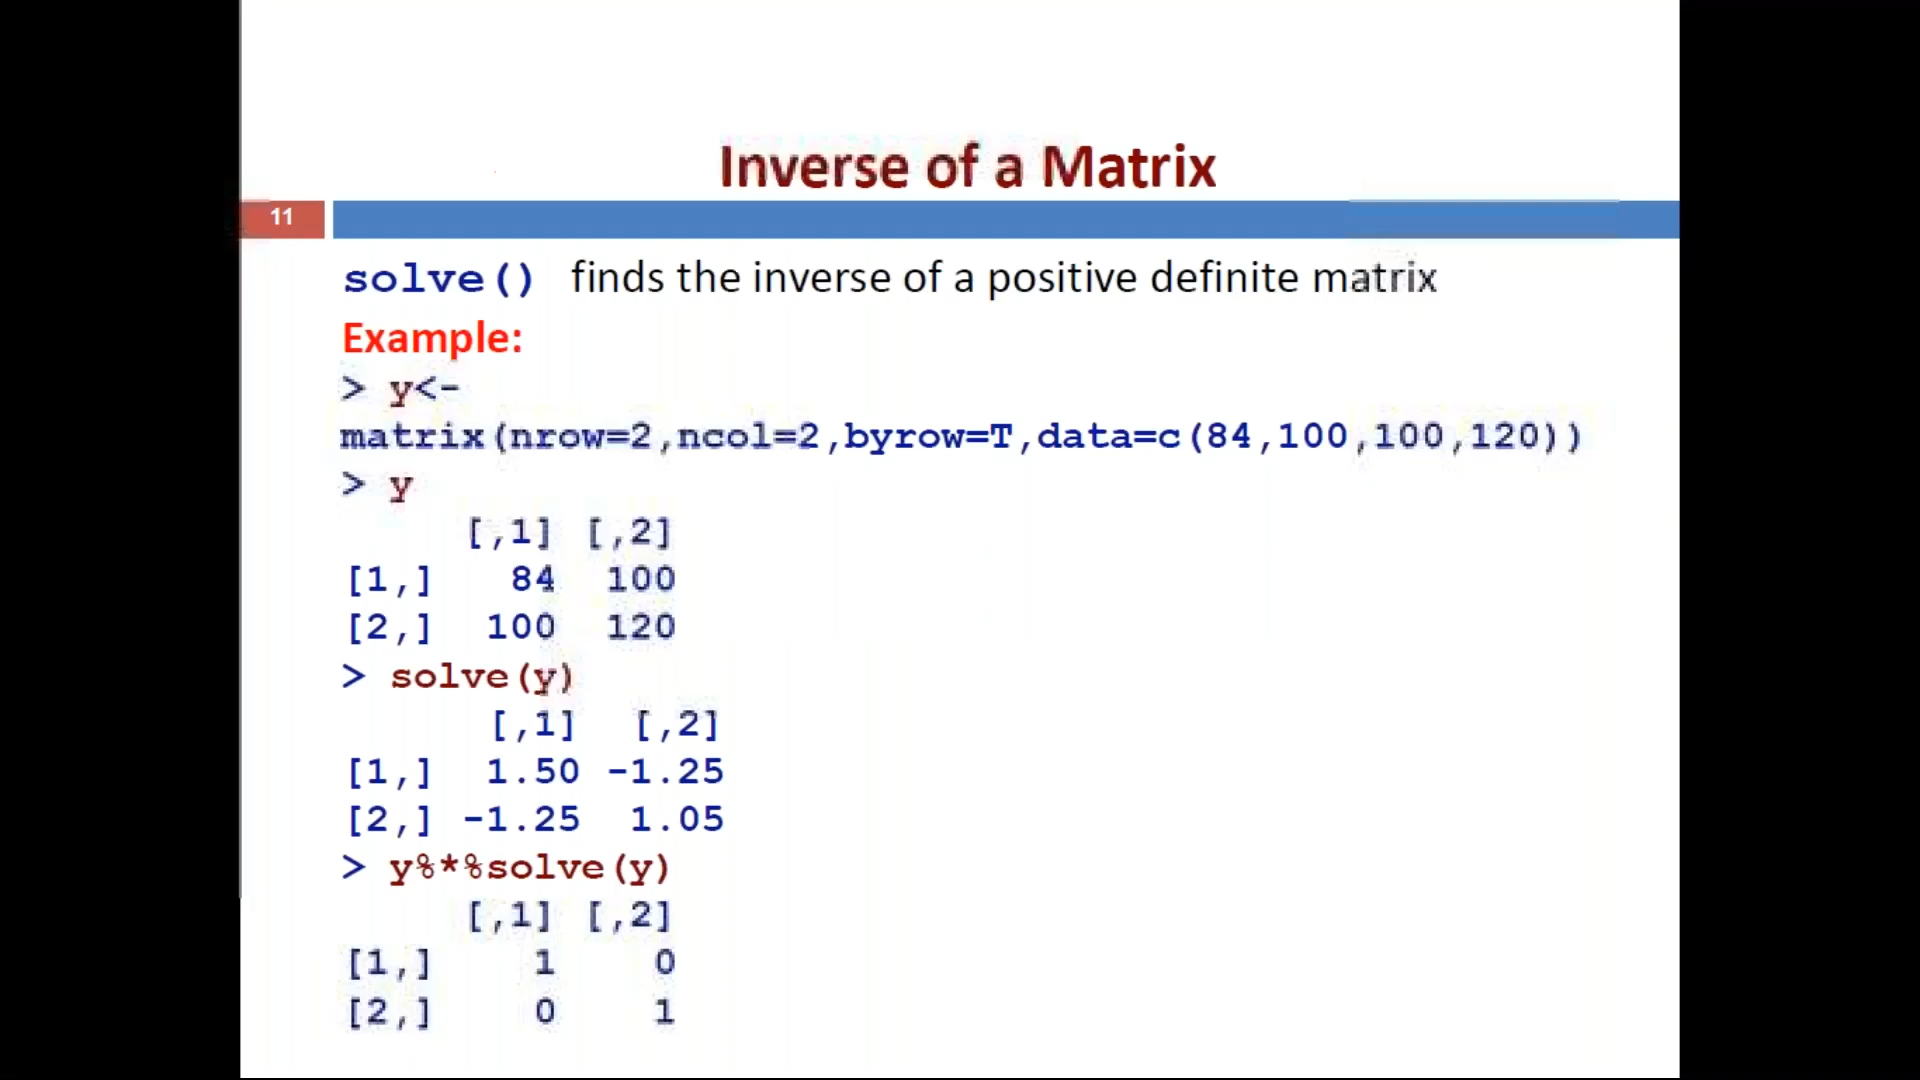 Inverse of a Matrix
11
solve() finds the inverse of a positive definite matrix
Example:
> y<-
matrix(nrow=2,ncol=2,byrow=T,data=c(84,100,100,120))
> y
[,1] [,2]
[1,] 84 100
[2,] 100 120
> solve(y)
[,1] [,2]
[1,] 1.50 -1.25
[2,] -1.25 1.05
> y%*%solve(y)
[,1] [,2]
[1,] 1 0
[2,] 0 1